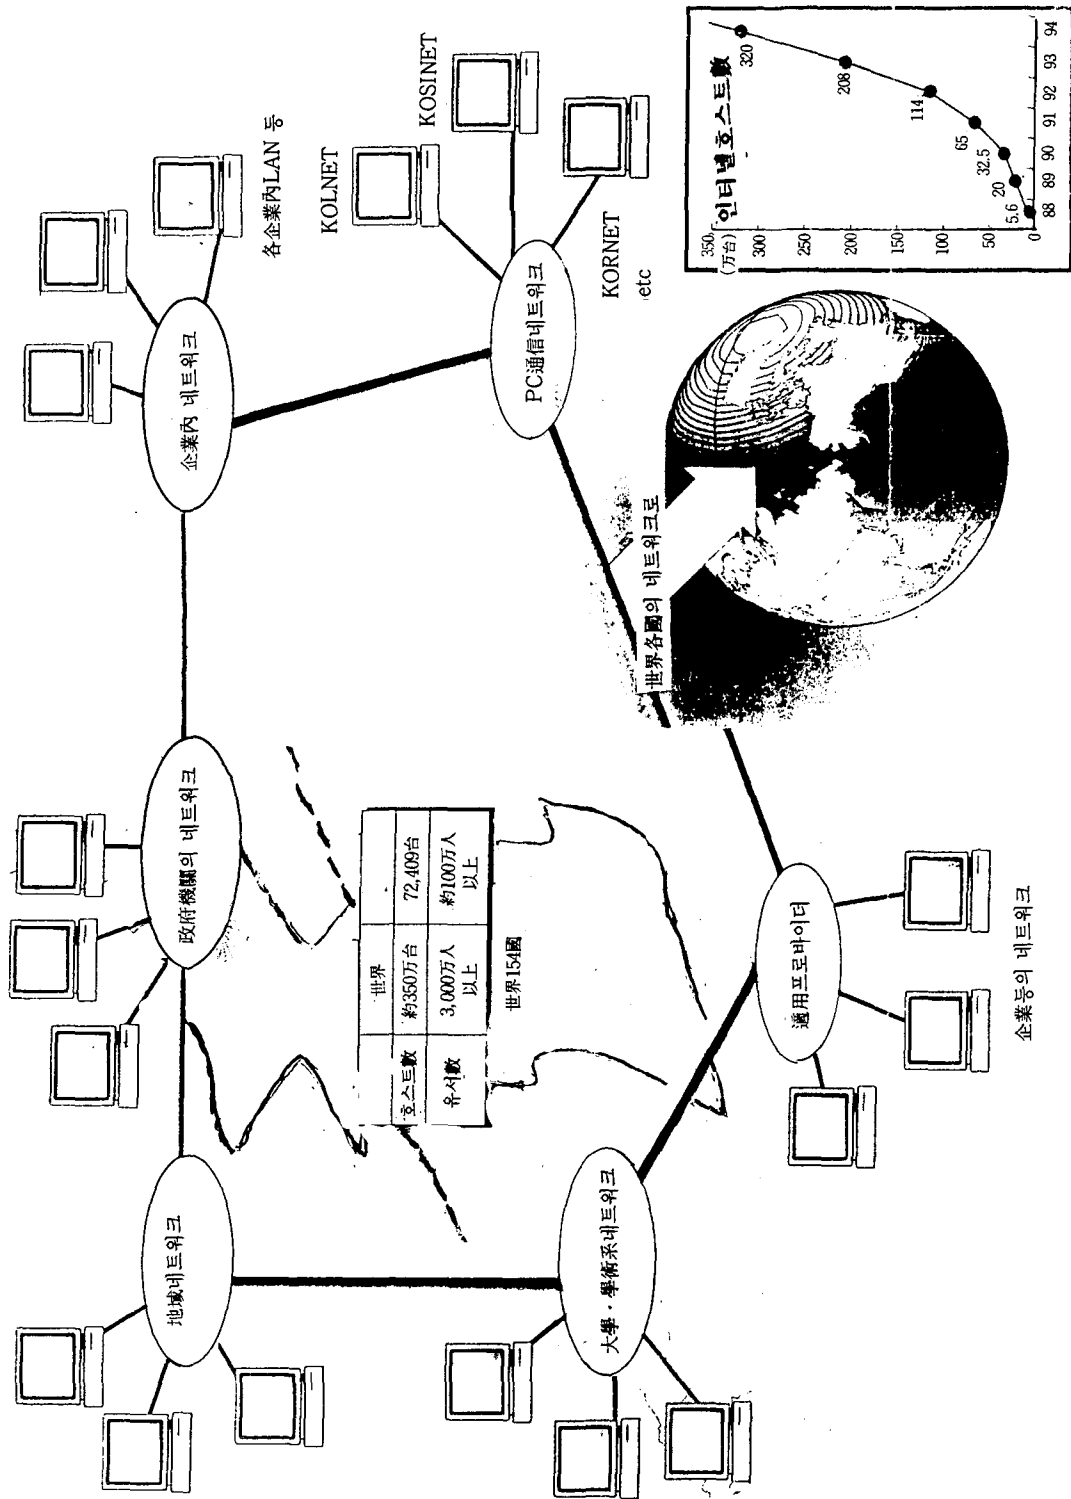 地域네트워크
政府機關의 네트워크
企業內 네트워크
各企業內LAN 등
KOLNET
KOSINET
KORNET
etc
PC通信네트워크
大學·學術系네트워크
適用프로바이더
企業등의 네트워크
世界各國의 네트워크로
世界
호스트數 約350万台 72,409台
유저數 3,000万人
以上 約100万人
以上
世界154國
인터넬호스트數
350
(万台)
300
250
200
150
100
50
0
5.6
20
32.5
65
114
208
320
88 89 90 91 92 93 94